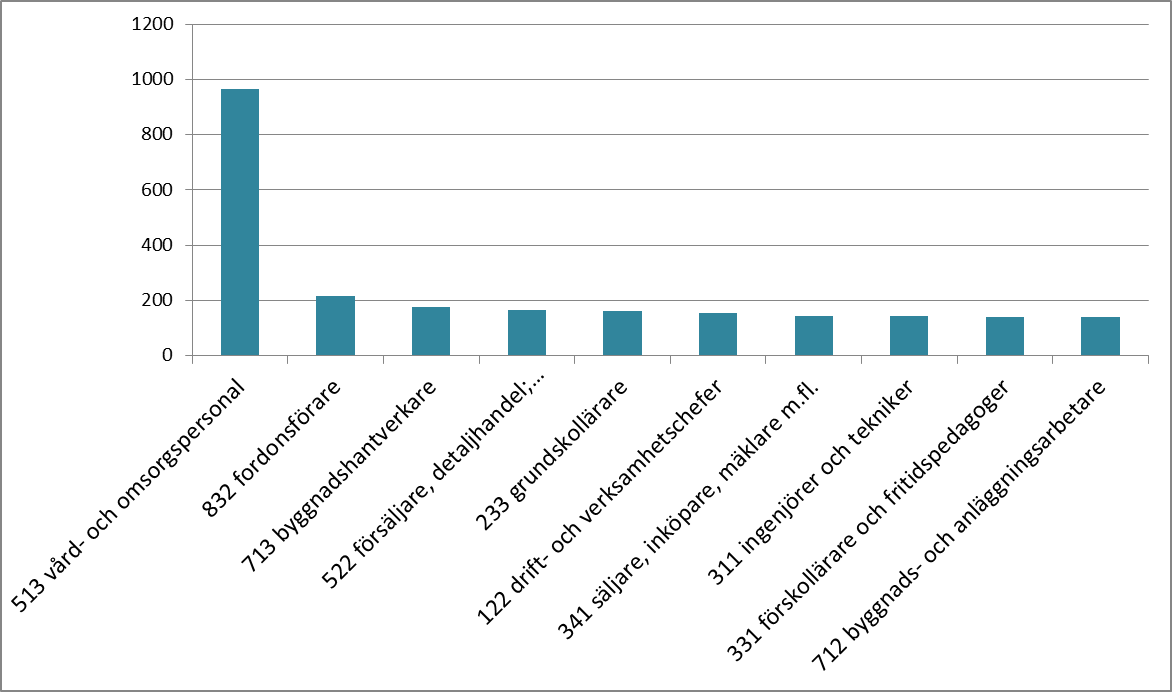 1200
1000
800
600
400
200
0
513 vård- och omsorgspersonal
832 fordonsförare
713 byggnadshantverkare
522 försäljare, detaljhandel;...
233 grundskollärare
122 drift- och verksamhetschefer
341 säljare, inköpare, mäklare m.fl.
311 ingenjörer och tekniker
331 förskollärare och fritidspedagoger
712 byggnads- och anläggningsarbetare